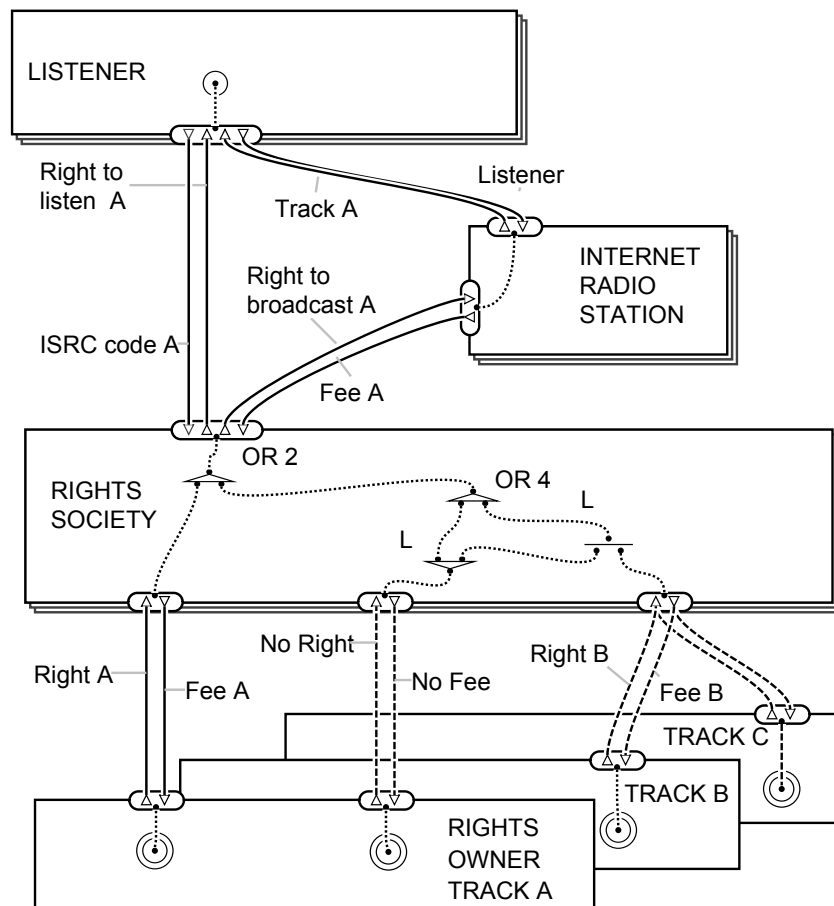 LISTENER
Right to
listen A
Track A
Listener
INTERNET
RADIO
STATION
Right to
broadcast A
ISRC code A
Fee A
OR 2
RIGHTS
SOCIETY
OR 4
L
L
No Right
Right B
Right A
Fee A
No Fee
Fee B
TRACK C
TRACK B
RIGHTS
OWNER
TRACK A